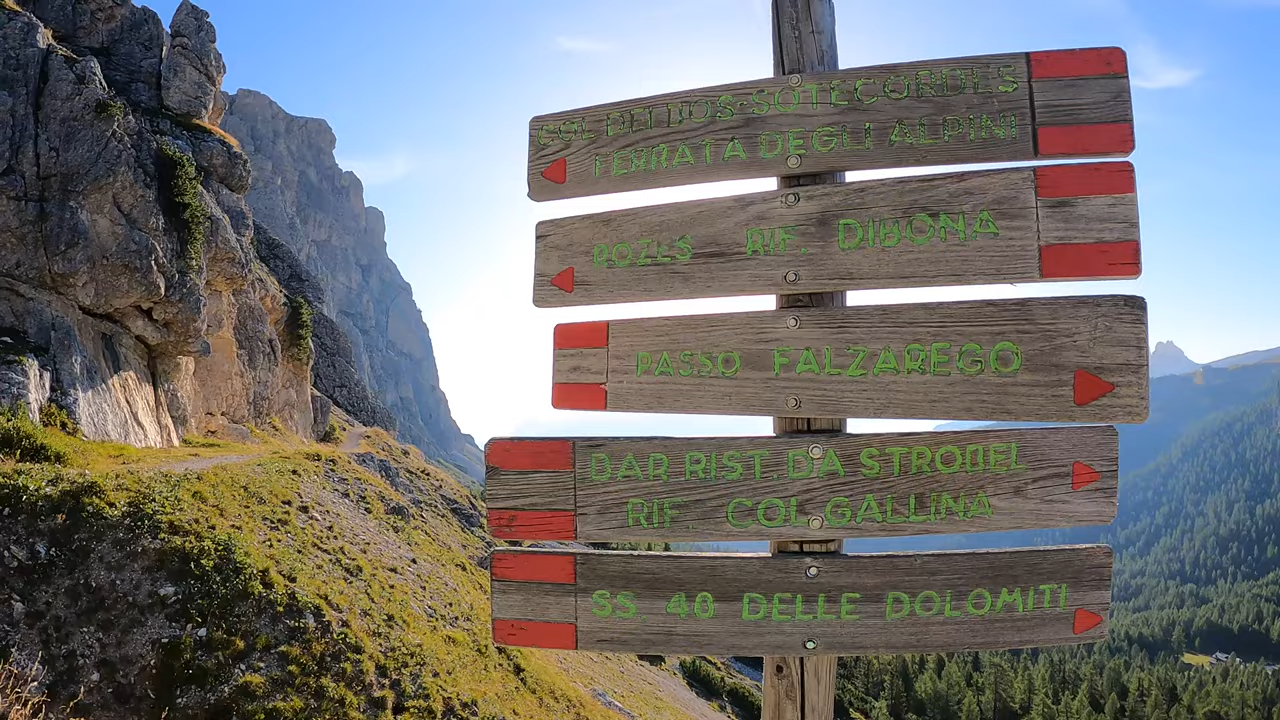 COL DEI BOS-SOTECORDES
FERRATA DEGLI ALPINI
ROZES RIF. DIBONA
PASSO FALZAREGO
BAR RIST. DA STROBEL
RIF. COL GALLINA
SS. 48 DELLE DOLOMITI